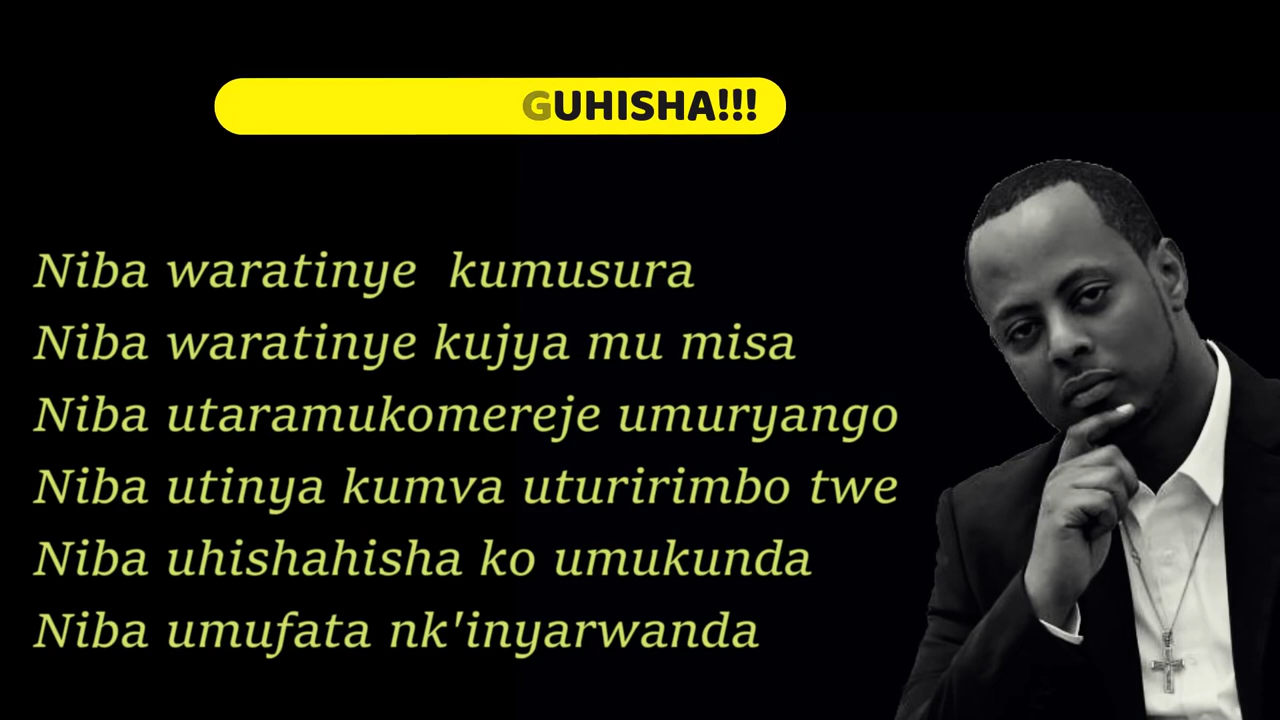 GUHISHA!!!
Niba waratinye kumusura
Niba waratinye kujya mu misa
Niba utaramukomereje umuryango
Niba utinya kumva uturirimbo twe
Niba uhishahisha ko umukunda
Niba umufata nk'inyarwanda